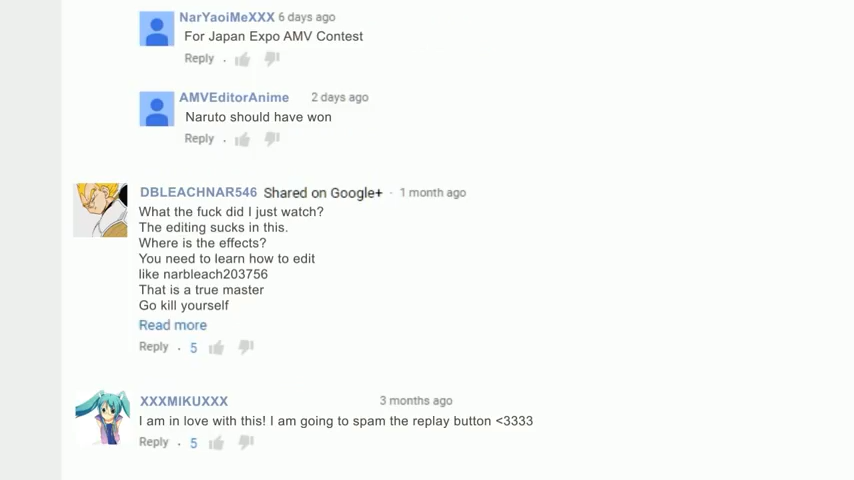 NarYaoiMeXXX 6 days ago
For Japan Expo AMV Contest
Reply .
AMVEditorAnime 2 days ago
Naruto should have won
Reply .
DBLEACHNAR546 Shared on Google+ · 1 month ago
What the fuck did I just watch?
The editing sucks in this.
Where is the effects?
You need to learn how to edit
like narbleach203756
That is a true master
Go kill yourself
Read more
Reply . 5
XXXMIKUXXX 3 months ago
I am in love with this! I am going to spam the replay button <3333
Reply . 5